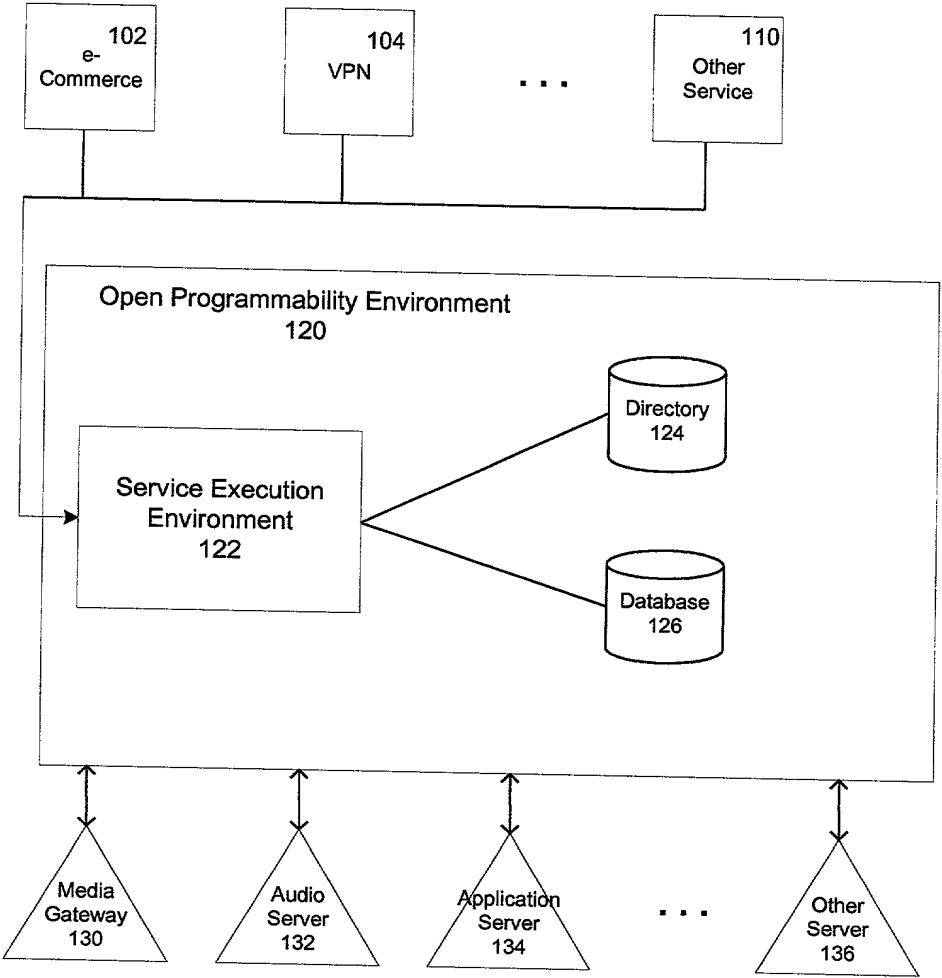 102
e-
Commerce
104
VPN
. . .
110
Other
Service
Open Programmability Environment
120
Service Execution
Environment
122
Directory
124
Database
126
Media
Gateway
130
Audio
Server
132
Application
Server
134
. . .
Other
Server
136